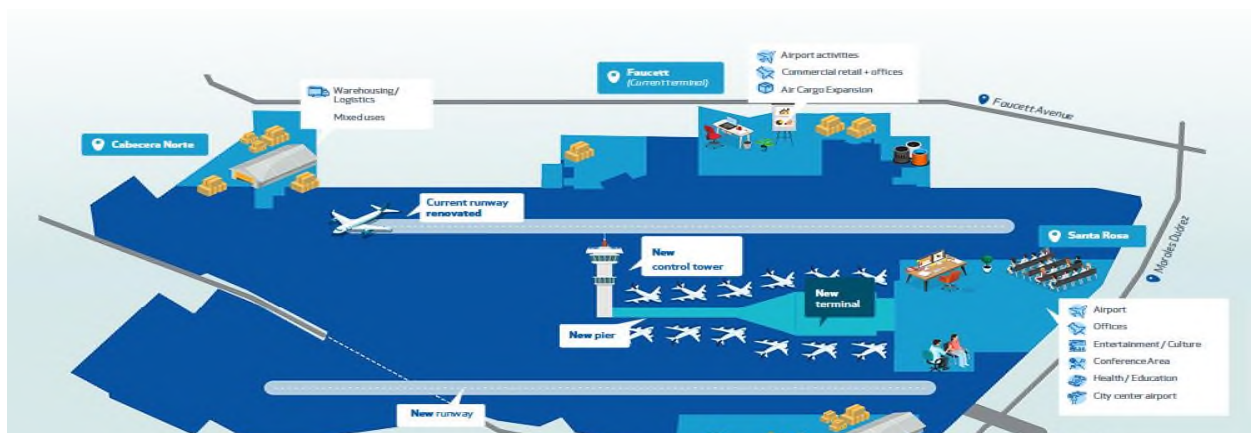 Faucett
(Current terminal)
Airport activities
Commercial retail + offices
Air Cargo Expansion
Warehousing /
Logistics
Mixed uses
Faucett Avenue
Cabecera Norte
Current runway
renovated
Santa Rosa
Morales Duárez
New
control tower
New
terminal
New pier
Airport
Offices
Entertainment / Culture
Conference Area
Health / Education
City center airport
New runway